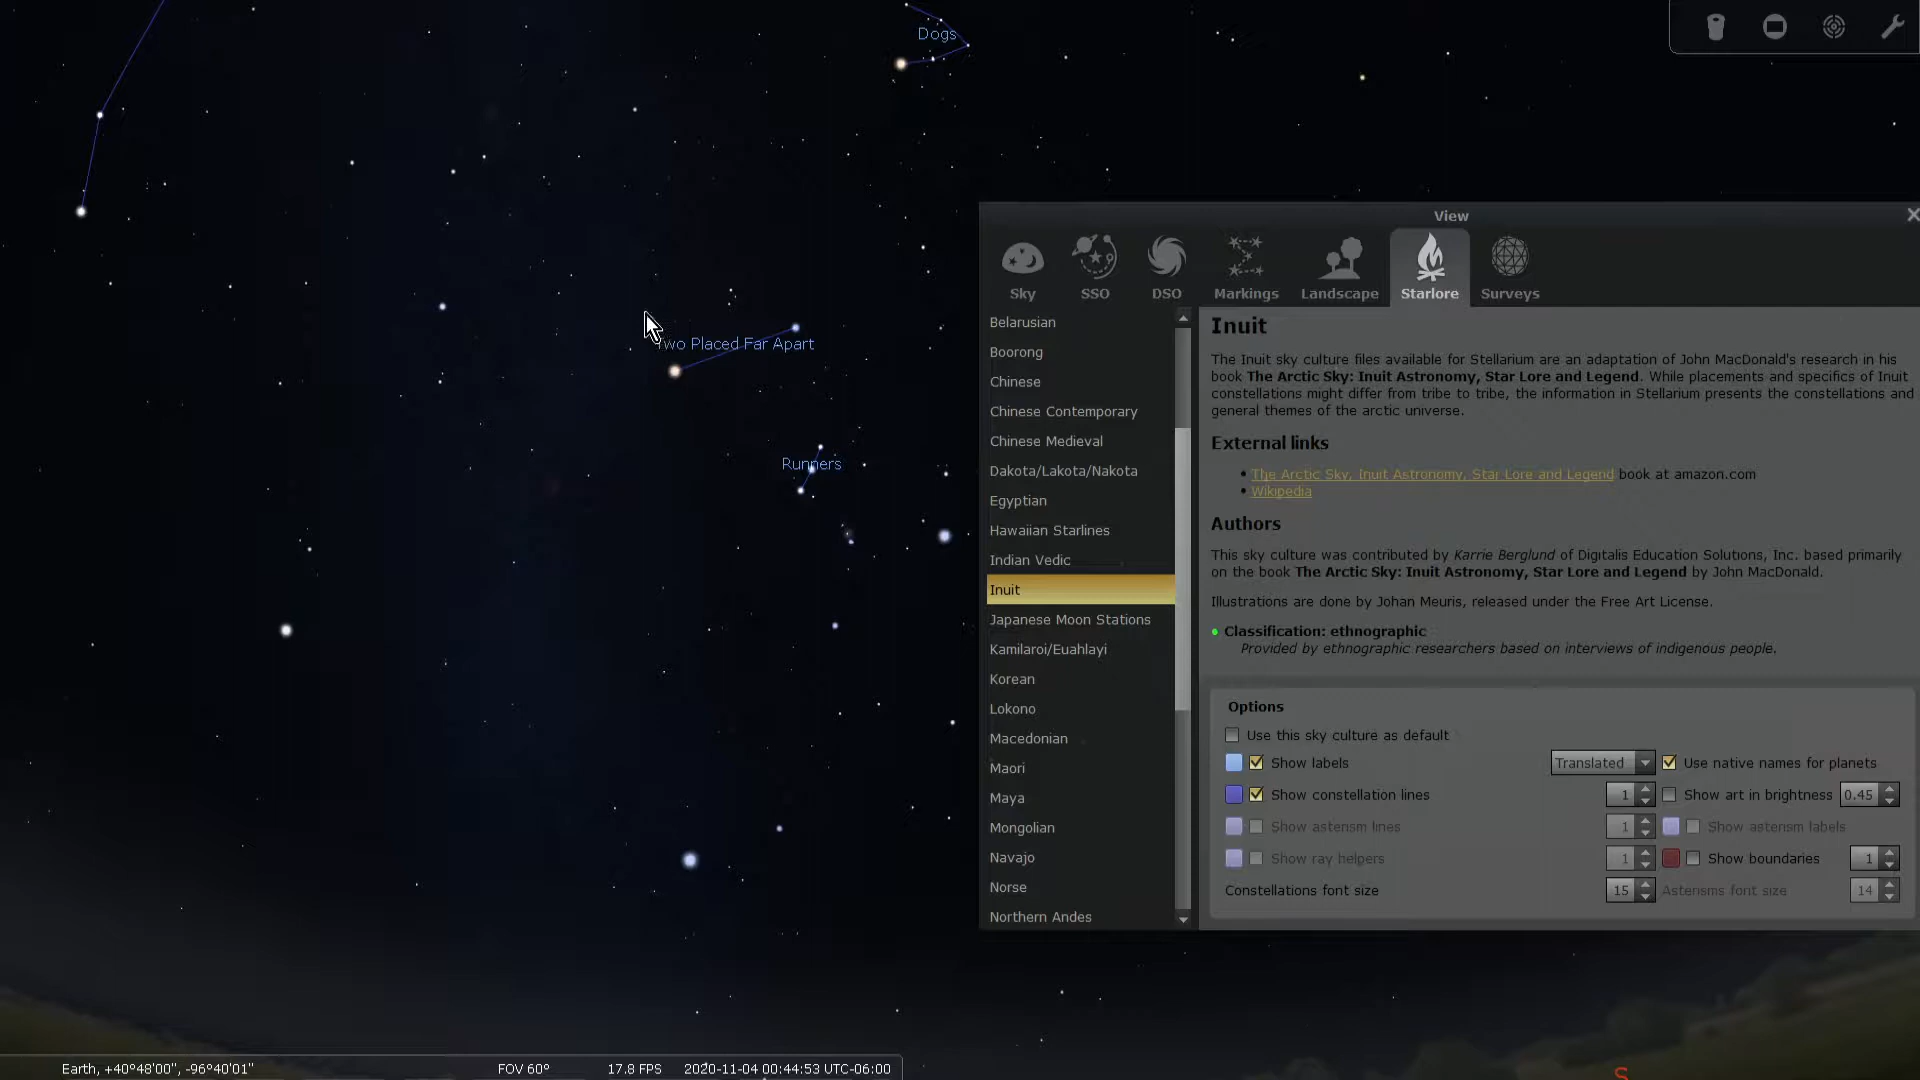 Dogs
Two Placed Far Apart
Runners
View
Sky
SSO
DSO
Markings
Landscape
Starlore
Surveys
Belarusian
Boorong
Chinese
Chinese Contemporary
Chinese Medieval
Dakota/Lakota/Nakota
Egyptian
Hawaiian Starlines
Indian Vedic
Inuit
Japanese Moon Stations
Kamilaroi/Euahlayi
Korean
Lokono
Macedonian
Maori
Maya
Mongolian
Navajo
Norse
Northern Andes
Inuit
The Inuit sky culture files available for Stellarium are an adaptation of John MacDonald's research in his
book The Arctic Sky: Inuit Astronomy, Star Lore and Legend. While placements and specifics of Inuit
constellations might differ from tribe to tribe, the information in Stellarium presents the constellations and
general themes of the arctic universe.
External links
• The Arctic Sky, Inuit Astronomy, Star Lore and Legend book at amazon.com
• Wikipedia
Authors
This sky culture was contributed by Karrie Berglund of Digitalis Education Solutions, Inc. based primarily
on the book The Arctic Sky: Inuit Astronomy, Star Lore and Legend by John MacDonald.
Illustrations are done by Johan Meuris, released under the Free Art License.
Classification: ethnographic
Provided by ethnographic researchers based on interviews of indigenous people.
Options
Use this sky culture as default
Show labels Translated Use native names for planets
Show constellation lines 1 Show art in brightness 0.45
Show asterism lines 1 Show asterism labels
Show ray helpers 1 Show boundaries 1
Constellations font size 15 Asterisms font size 14
S
Earth, +40°48'00", -96°40'01" FOV 60° 17.8 FPS 2020-11-04 00:44:53 UTC-06:00